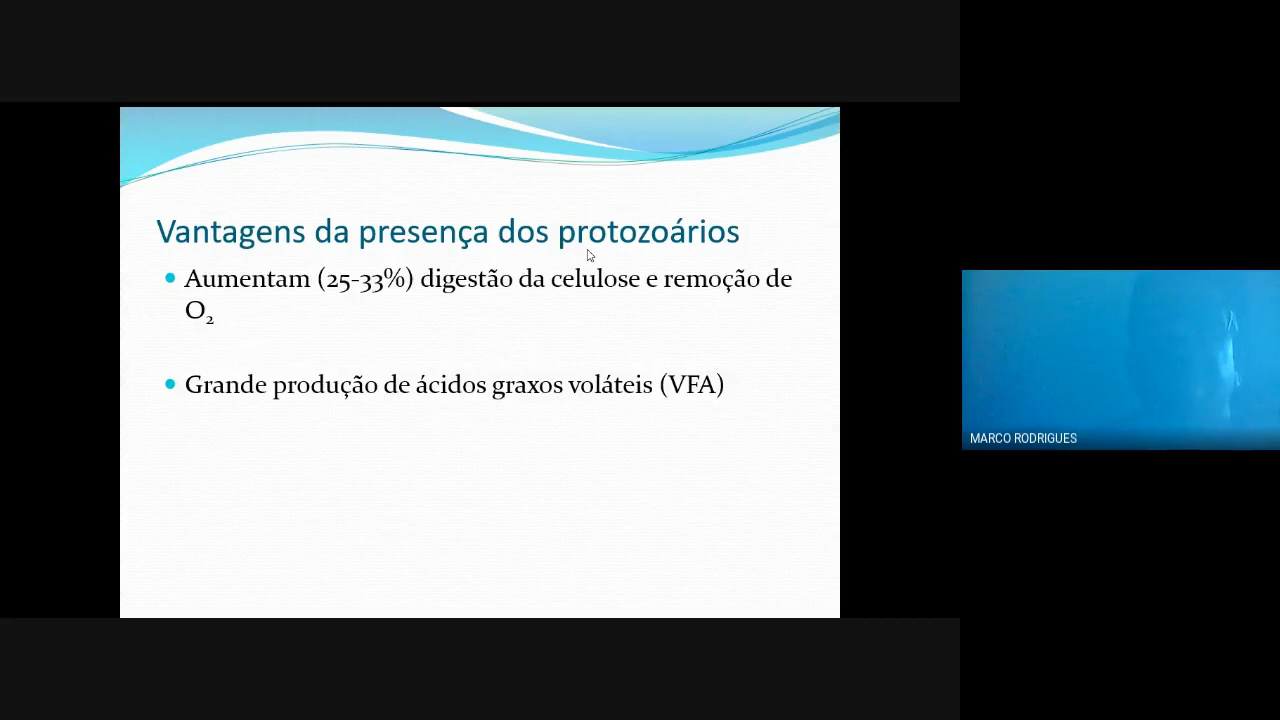 Vantagens da presença dos protozoários
Aumentam (25-33%) digestão da celulose e remoção de
O₂
Grande produção de ácidos graxos voláteis (VFA)
MARCO RODRIGUES